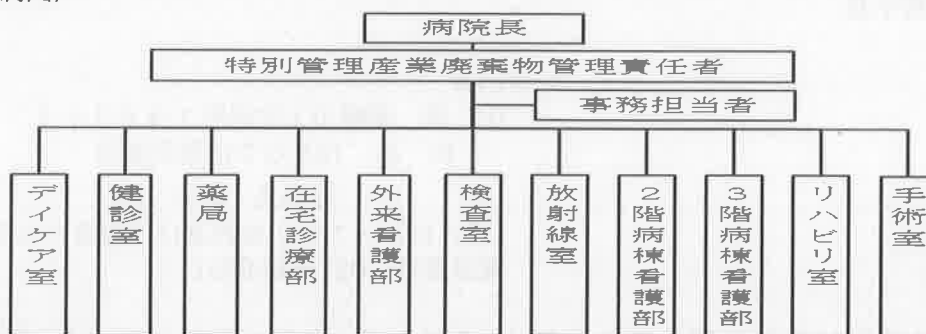 病院長
特別管理産業廃棄物管理責任者
事務担当者
デイケア室
健診室
薬局
在宅診療部
外来看護部
検査室
放射線室
2階病棟看護部
3階病棟看護部
リハビリ室
手術室